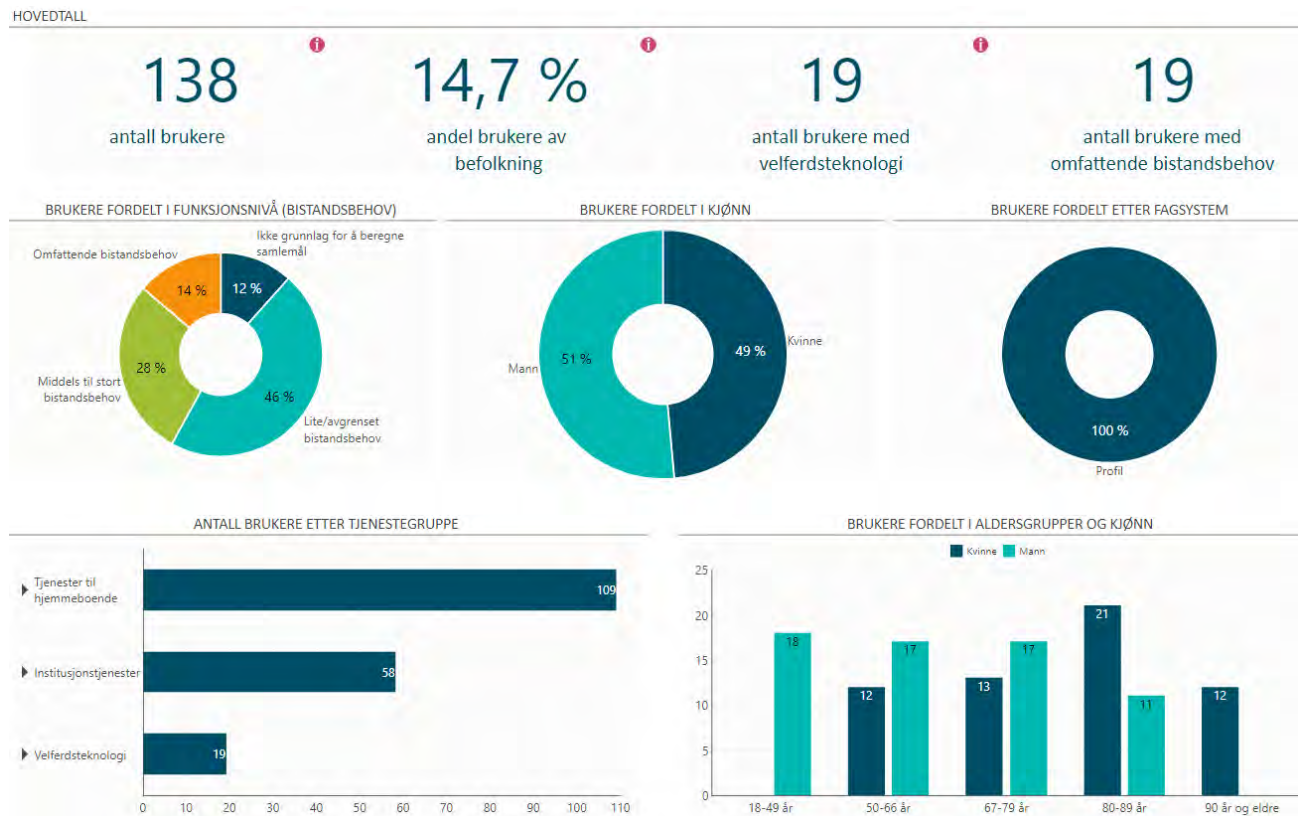 HOVEDTALL
138
antall brukere
14,7 %
andel brukere av
befolkning
19
antall brukere med
velferdsteknologi
19
antall brukere med
omfattende bistandsbehov
BRUKERE FORDELT I FUNKSJONSNIVÅ (BISTANDSBEHOV)
Ikke grunnlag for å beregne
samlemål
Omfattende bistandsbehov
14 %
12 %
28 %
Middels til stort
bistandsbehov
46 %
Lite/avgrenset
bistandsbehov
BRUKERE FORDELT I KJØNN
51 %
49 %
Kvinne
Mann
BRUKERE FORDELT ETTER FAGSYSTEM
100 %
Profil
ANTALL BRUKERE ETTER TJENESTEGRUPPE
Tjenester til
hjemmeboende
109
Institusjonstjenester
58
Velferdsteknologi
19
0 10 20 30 40 50 60 70 80 90 100 110
BRUKERE FORDELT I ALDERSGRUPPER OG KJØNN
Kvinne Mann
25
20
15
10
5
0
18
12
17
13
17
21
11
12
18-49 år 50-66 år 67-79 år 80-89 år 90 år og eldre